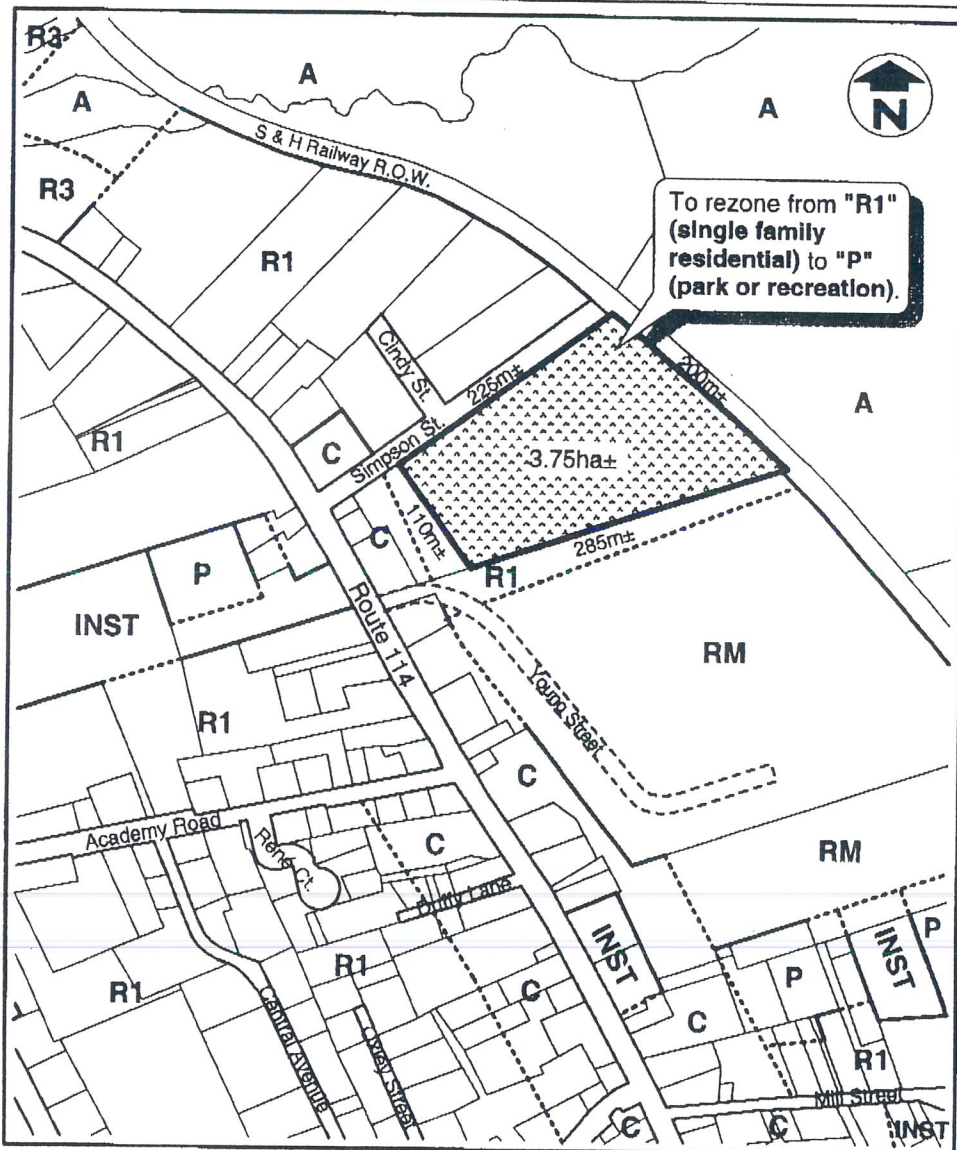 R3
A
A
A
N
S & H Railway R.O.W.
R3
To rezone from "R1"
(single family
residential) to "P"
(park or recreation).
R1
Cindy St.
225m±
200m±
A
R1
C
Simpson St.
3.75ha±
110m±
C
285m±
P
R1
INST
Route 114
RM
Young Street
R1
C
Academy Road
Rene Ct.
C
RM
Duffy Lane
INST
P
INST
R1
R1
P
C
C
Central Avenue
Oxley Street
R1
Mill Street
C
C
INST